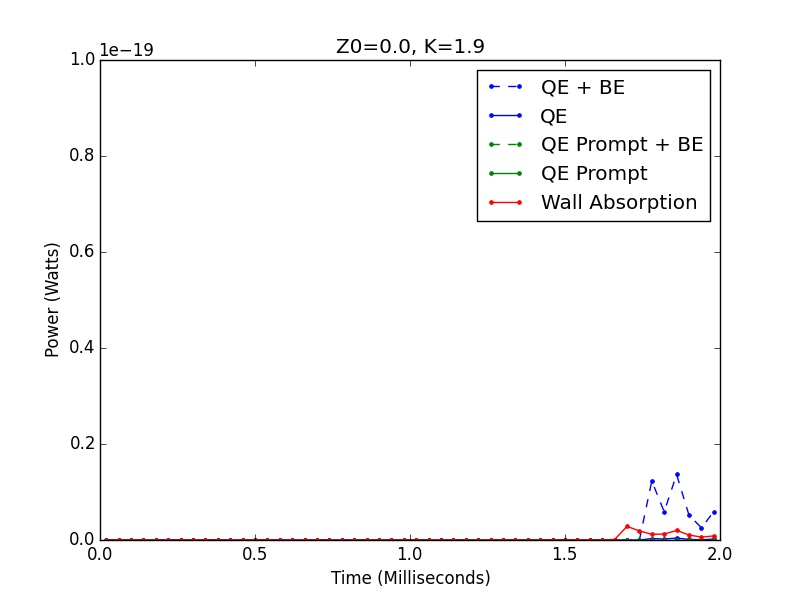 Z0=0.0, K=1.9
1e−19
1.0
0.8
0.6
0.4
0.2
0.0
Power (Watts)
QE + BE
QE
QE Prompt + BE
QE Prompt
Wall Absorption
0.0 0.5 1.0 1.5 2.0
Time (Milliseconds)